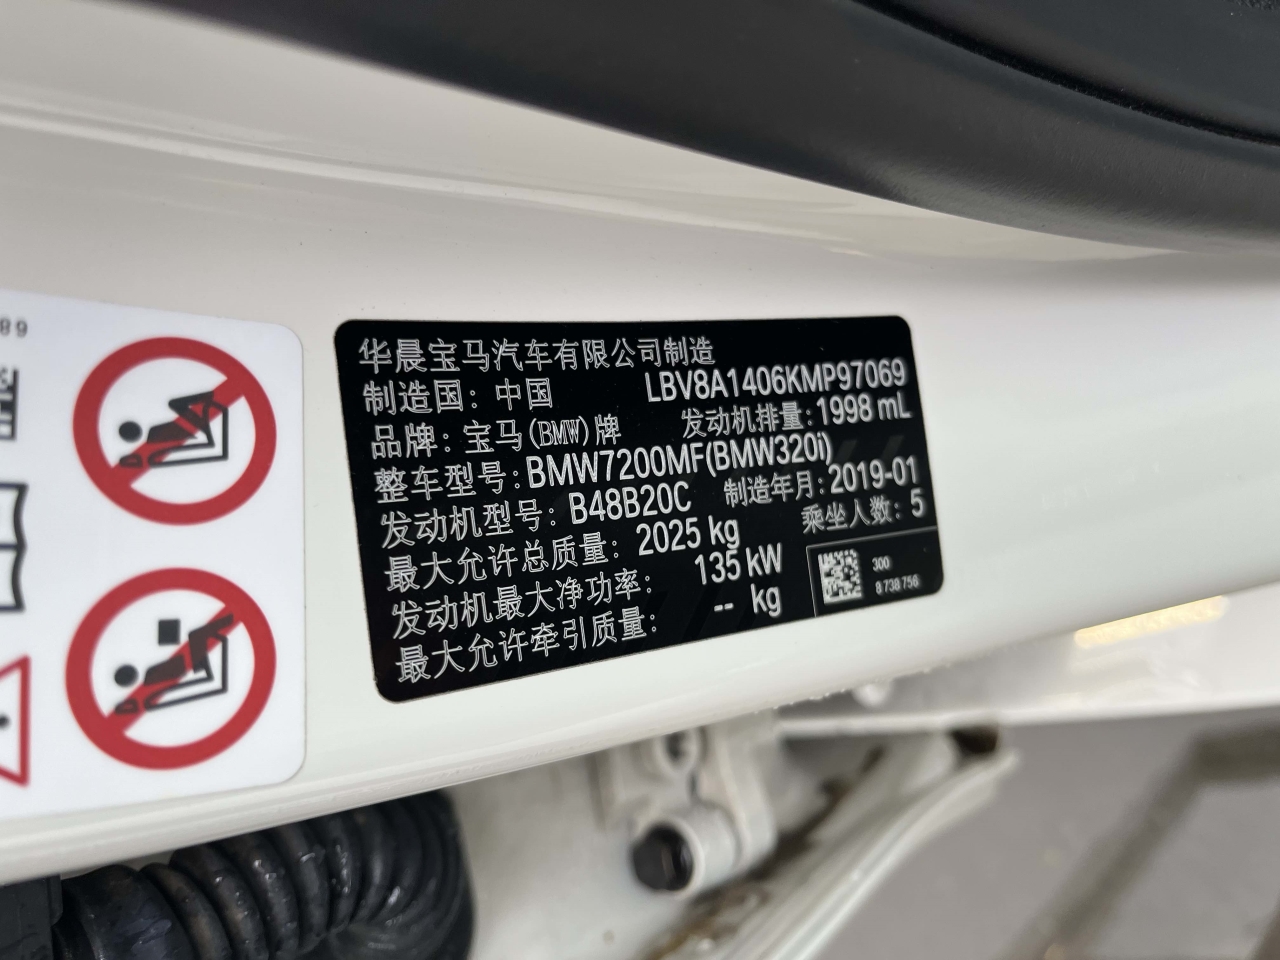 89
华晨宝马汽车有限公司制造
制造国：中国 LBV8A1406KMP97069
品牌：宝马(BMW)牌 发动机排量：1998 mL
整车型号：BMW7200MF(BMW320i)
发动机型号：B48B20C 制造年月：2019-01
最大允许总质量：2025 kg 乘坐人数：5
发动机最大净功率：135 kW
最大允许牵引质量：-- kg
300
8 738 756